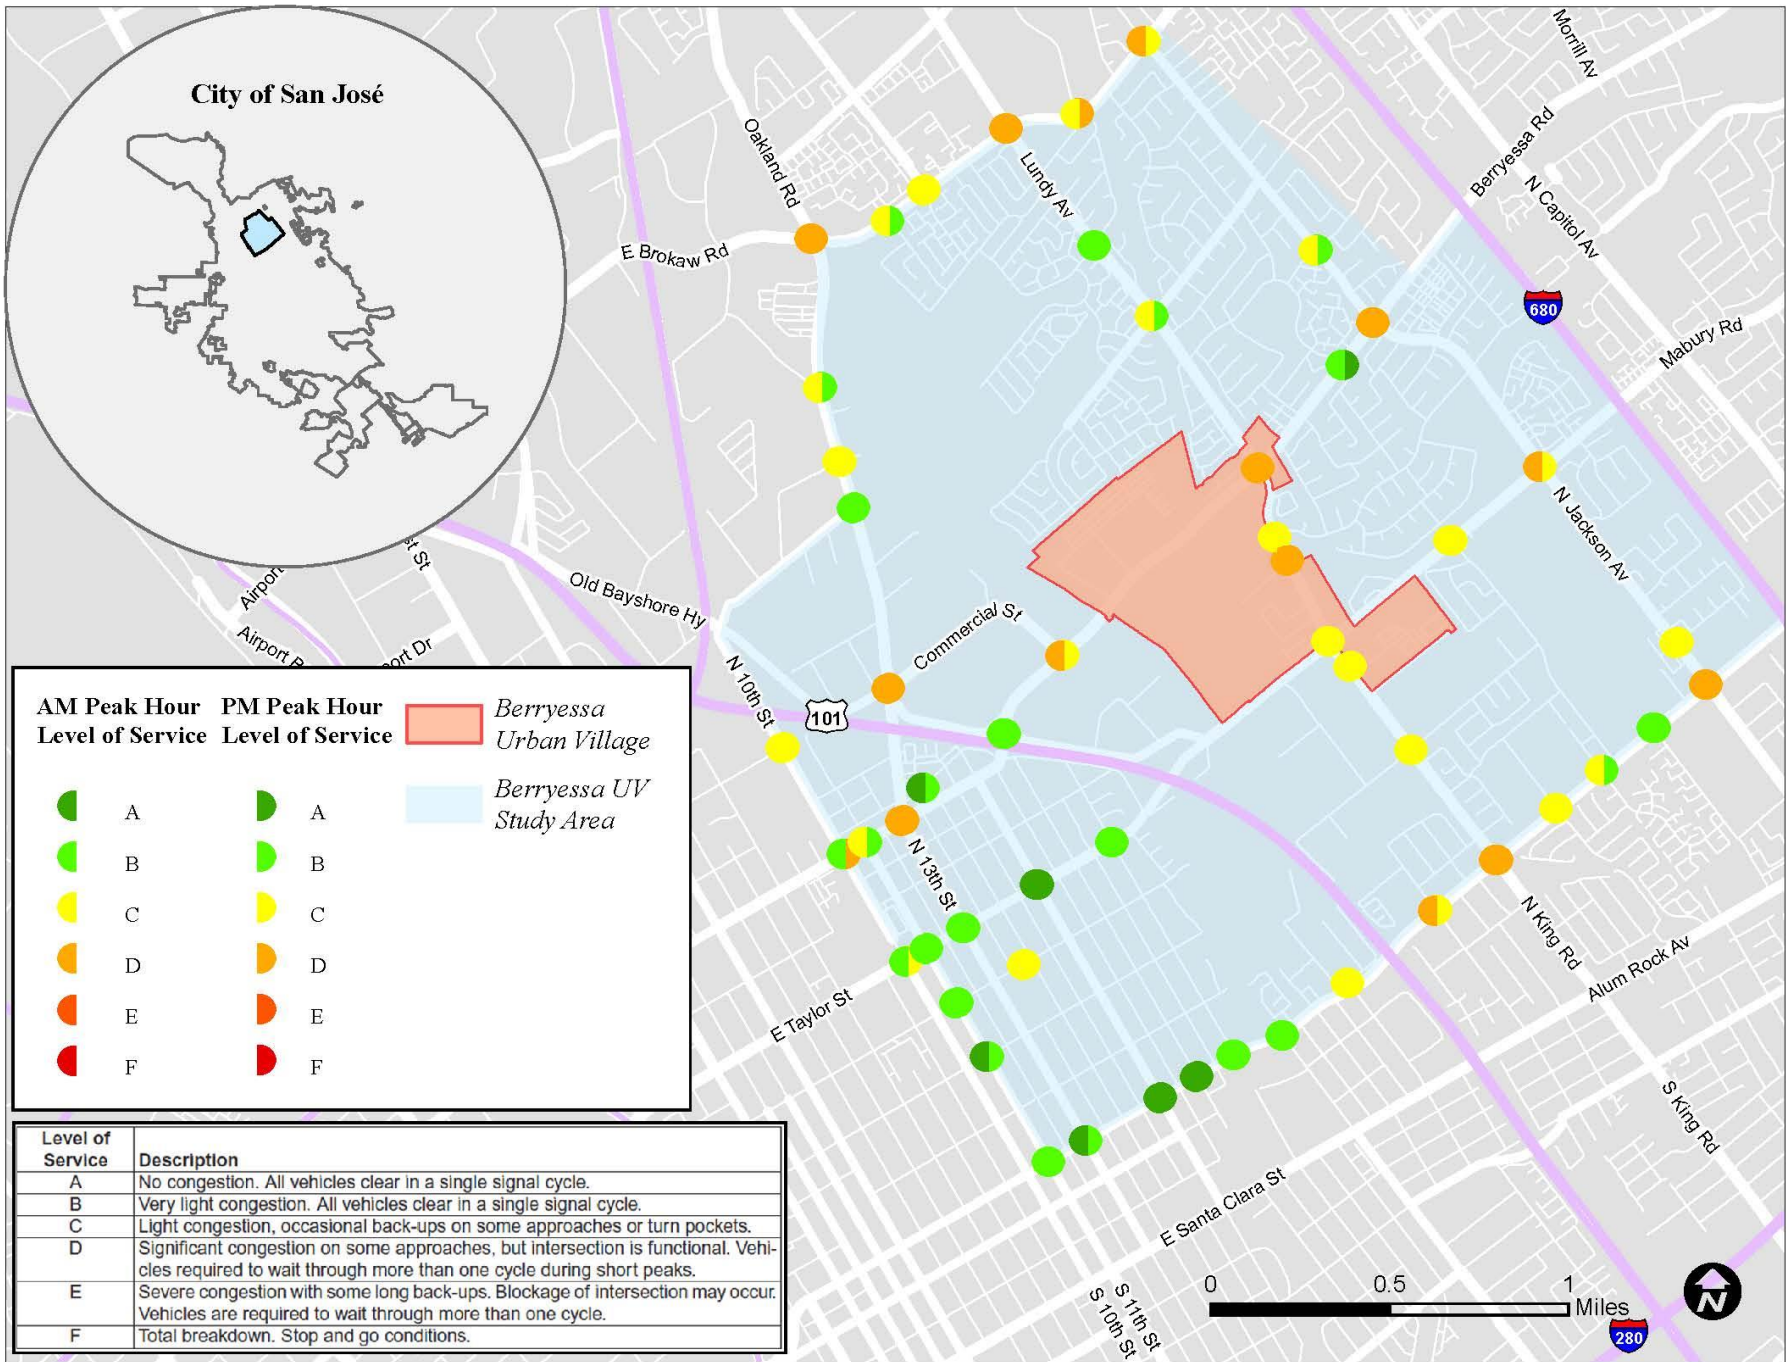 City of San José
Morrill Av
Berryessa Rd
N Capitol Av
Oakland Rd
Lundy Av
E Brokaw Rd
680
Mabury Rd
N Jackson Av
st St
Airport
Airport P
port Dr
Old Bayshore Hy
Commercial St
N 10th St
101
N 13th St
E Taylor St
N King Rd
Alum Rock Av
S King Rd
E Santa Clara St
S 11th St
S 10th St
AM Peak Hour
Level of Service
PM Peak Hour
Level of Service
Berryessa
Urban Village
Berryessa UV
Study Area
A A
B B
C C
D D
E E
F F
Level of
Service Description
A No congestion. All vehicles clear in a single signal cycle.
B Very light congestion. All vehicles clear in a single signal cycle.
C Light congestion, occasional back-ups on some approaches or turn pockets.
D Significant congestion on some approaches, but intersection is functional. Vehi-
cles required to wait through more than one cycle during short peaks.
E Severe congestion with some long back-ups. Blockage of intersection may occur.
Vehicles are required to wait through more than one cycle.
F Total breakdown. Stop and go conditions.
0 0.5 1
Miles
N
280